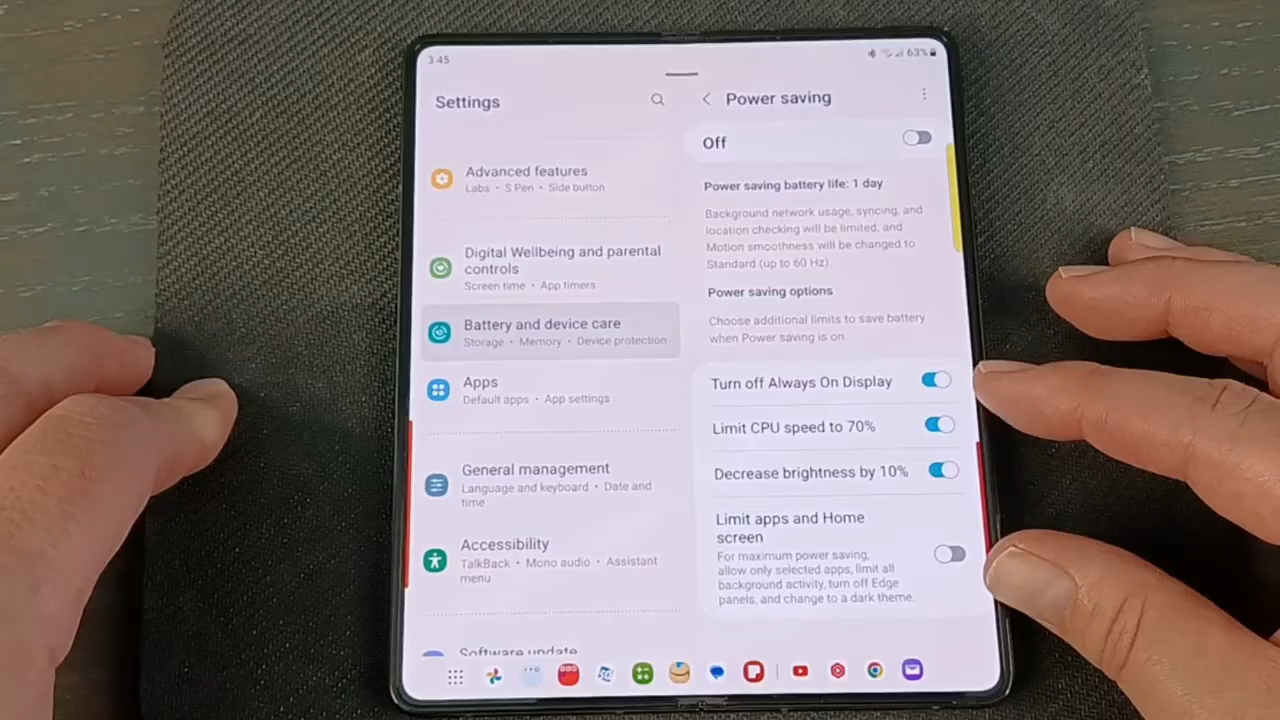 3:45
63%
Settings
Advanced features
Labs • S Pen • Side button
Digital Wellbeing and parental
controls
Screen time • App timers
Battery and device care
Storage • Memory • Device protection
Apps
Default apps • App settings
General management
Language and keyboard • Date and
time
Accessibility
TalkBack • Mono audio • Assistant
menu
Software update
Power saving
Off
Power saving battery life: 1 day
Background network usage, syncing, and
location checking will be limited, and
Motion smoothness will be changed to
Standard (up to 60 Hz).
Power saving options
Choose additional limits to save battery
when Power saving is on.
Turn off Always On Display
Limit CPU speed to 70%
Decrease brightness by 10%
Limit apps and Home
screen
For maximum power saving,
allow only selected apps, limit all
background activity, turn off Edge
panels, and change to a dark theme.